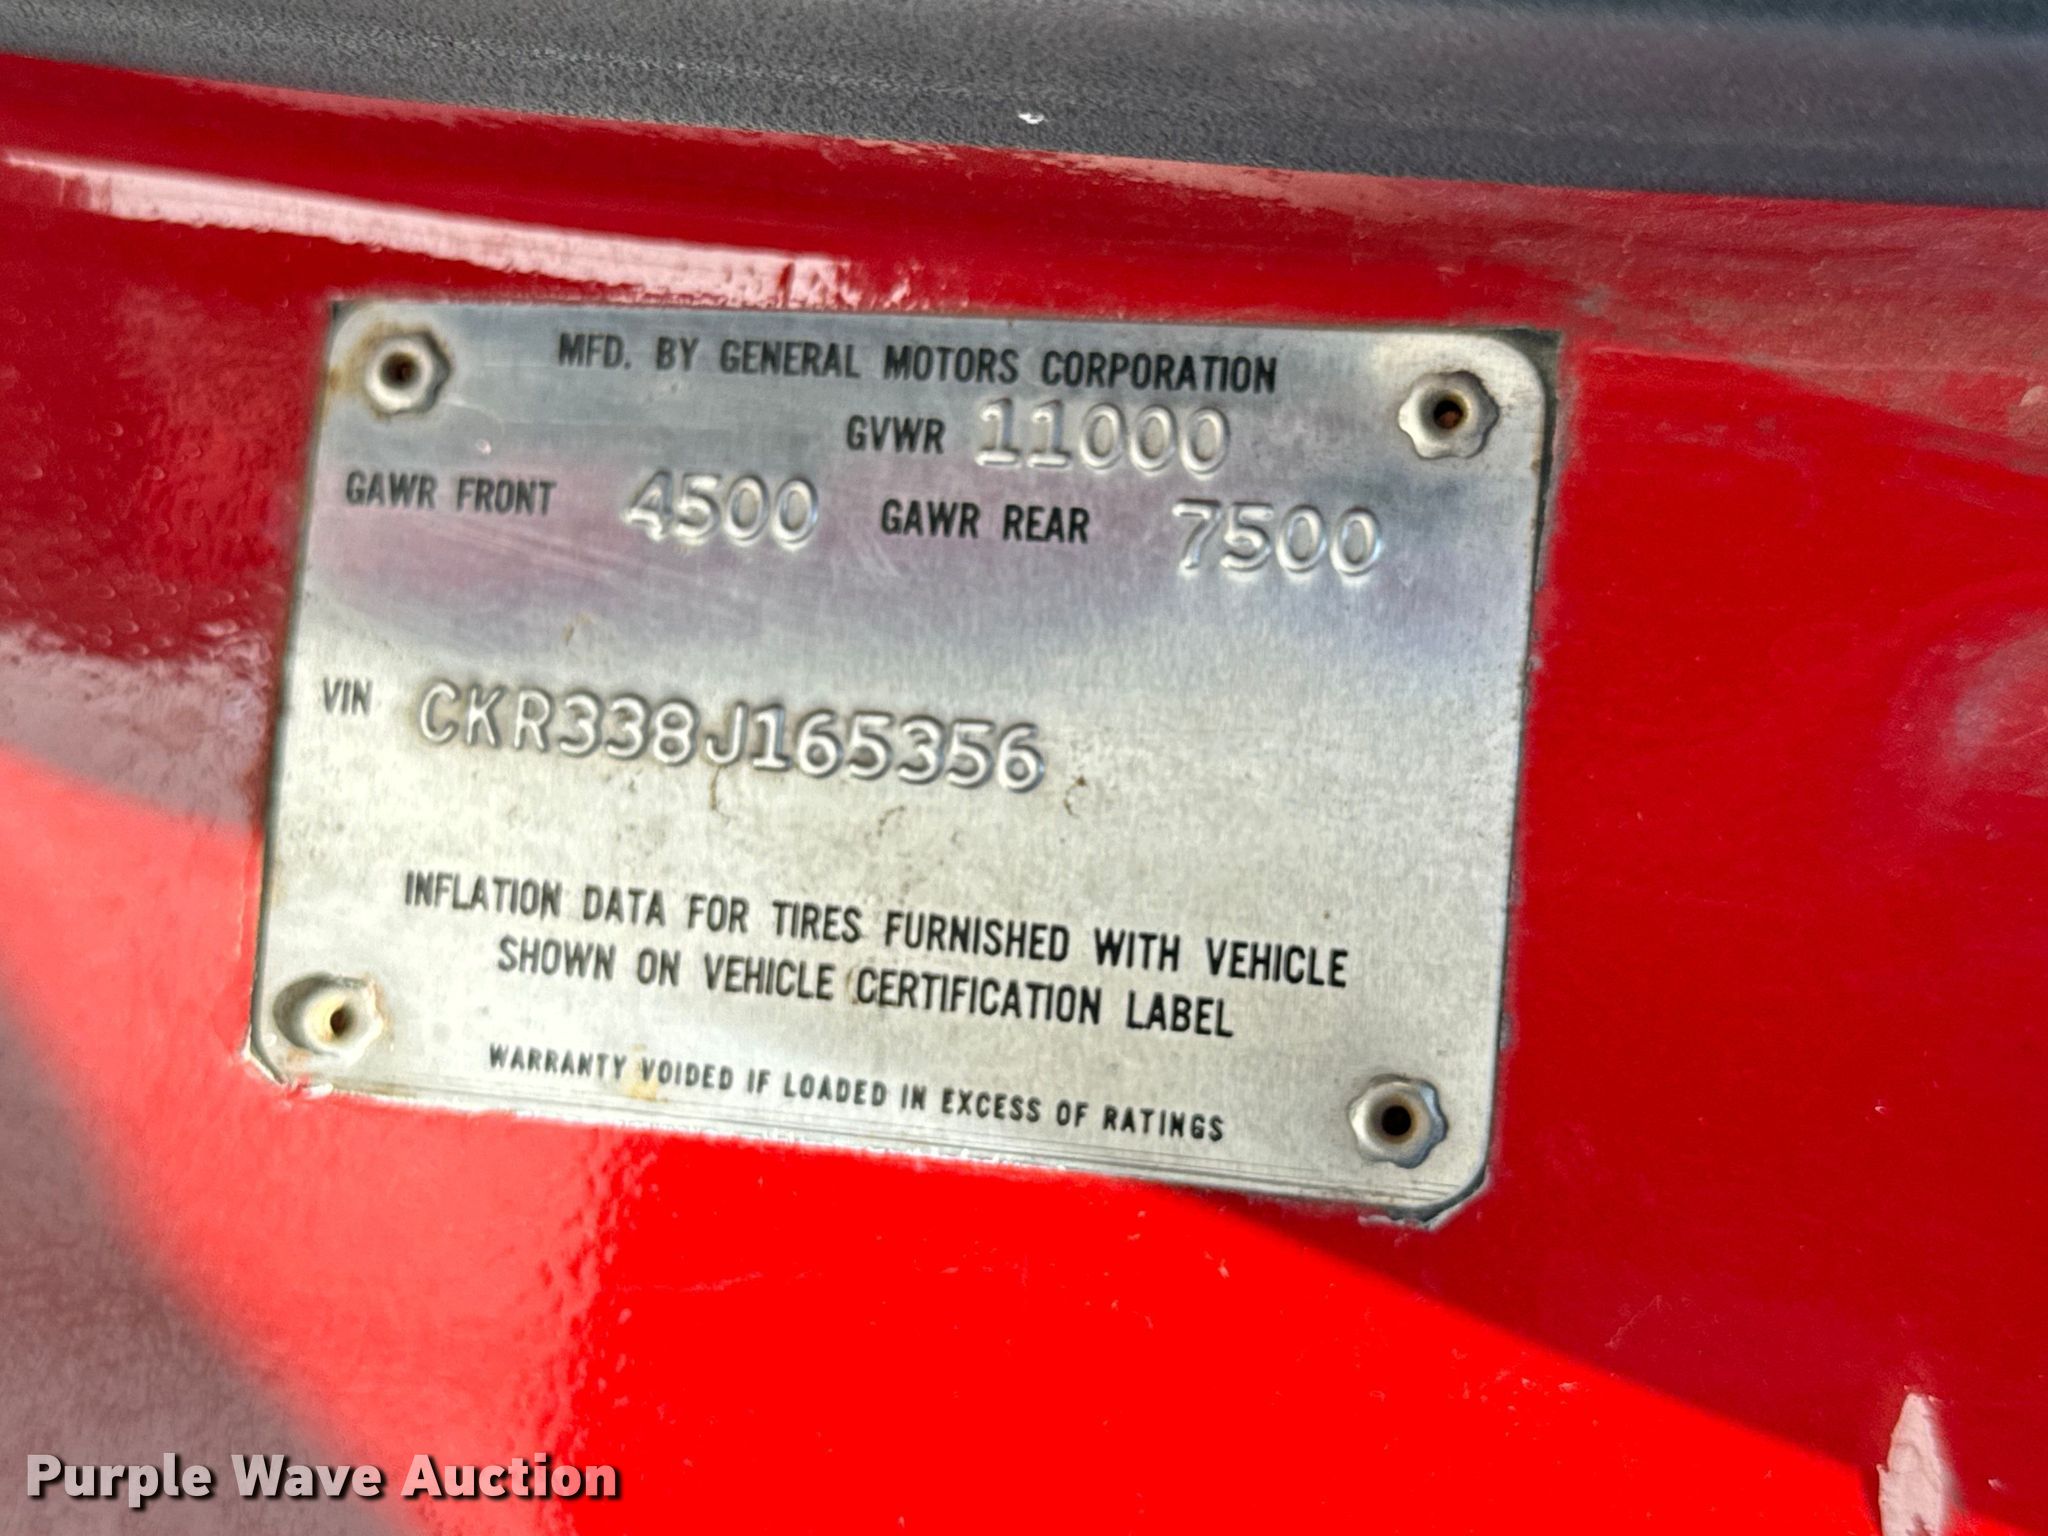 MFD. BY GENERAL MOTORS CORPORATION
GVWR 11000
GAWR FRONT 4500 GAWR REAR 7500
VIN CKR338J165356
INFLATION DATA FOR TIRES FURNISHED WITH VEHICLE
SHOWN ON VEHICLE CERTIFICATION LABEL
WARRANTY VOIDED IF LOADED IN EXCESS OF RATINGS
Purple Wave Auction